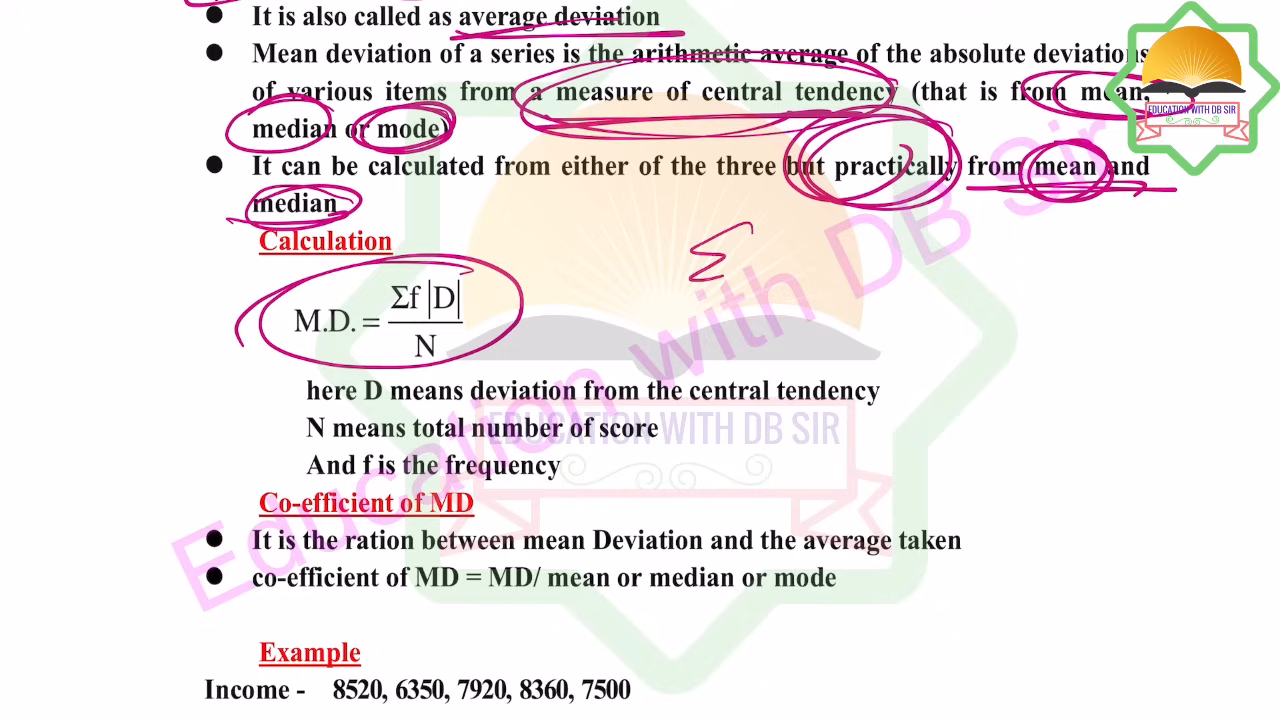 It is also called as average deviation
Mean deviation of a series is the arithmetic average of the absolute deviations
of various items from a measure of central tendency (that is from mean,
median or mode)
It can be calculated from either of the three but practically from mean and
median
Calculation
Σ
M.D. = Σf |D| / N
here D means deviation from the central tendency
N means total number of score
And f is the frequency
Co-efficient of MD
It is the ration between mean Deviation and the average taken
co-efficient of MD = MD/ mean or median or mode
Example
Income - 8520, 6350, 7920, 8360, 7500
EDUCATION WITH DB SIR
EDUCATION WITH DB SIR
Education with DB Sir